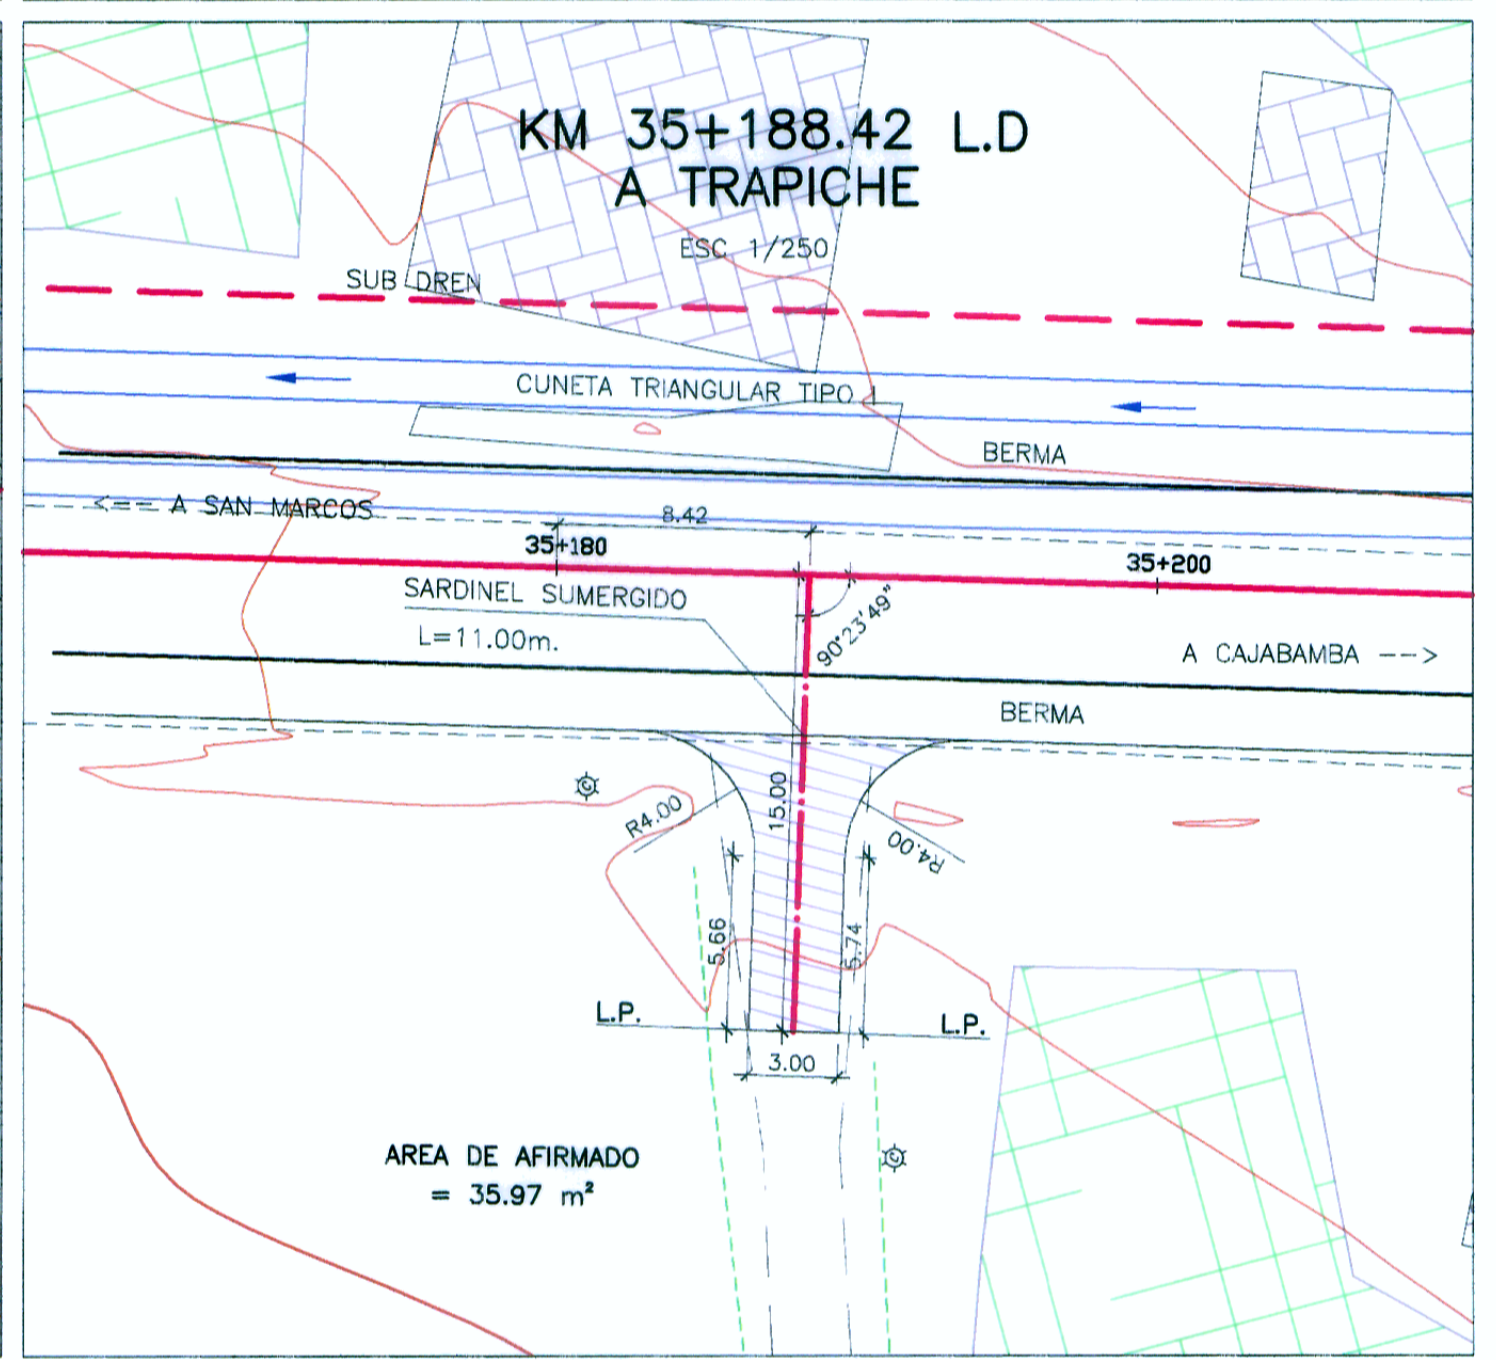 KM 35+188.42 L.D
A TRAPICHE
ESC 1/250
SUB DREN
CUNETA TRIANGULAR TIPO I
BERMA
<== A SAN MARCOS
8.42
35+180
35+200
SARDINEL SUMERGIDO
L=11.00m.
90°23'49"
A CAJABAMBA -->
BERMA
15.00
R4.00
R4.00
5.66
5.74
L.P.
L.P.
3.00
AREA DE AFIRMADO
= 35.97 m²